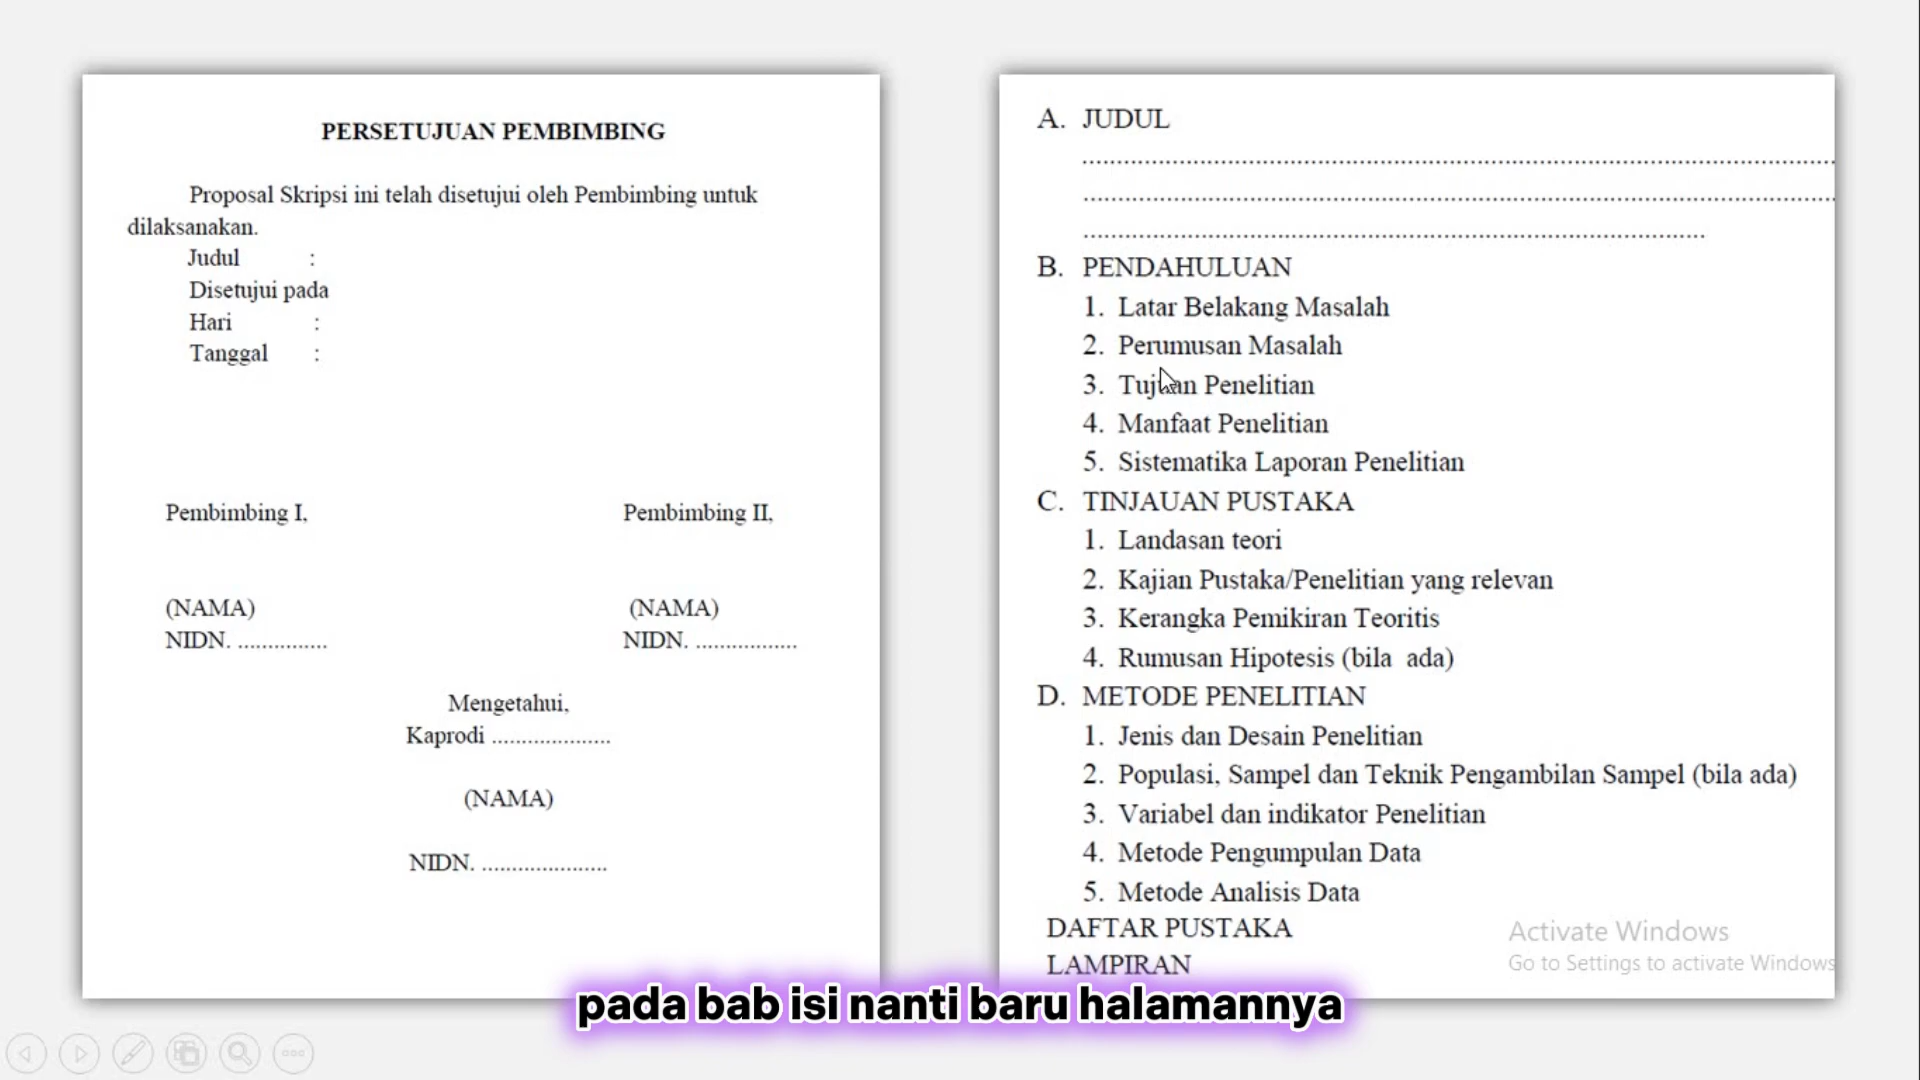 PERSETUJUAN PEMBIMBING
Proposal Skripsi ini telah disetujui oleh Pembimbing untuk
dilaksanakan.
Judul :
Disetujui pada
Hari :
Tanggal :
Pembimbing I, Pembimbing II,
(NAMA) (NAMA)
NIDN. ............... NIDN. .................
Mengetahui,
Kaprodi ....................
(NAMA)
NIDN. .....................
A. JUDUL
..........................................................................................
..........................................................................................
..........................................................................................
B. PENDAHULUAN
1. Latar Belakang Masalah
2. Perumusan Masalah
3. Tujuan Penelitian
4. Manfaat Penelitian
5. Sistematika Laporan Penelitian
C. TINJAUAN PUSTAKA
1. Landasan teori
2. Kajian Pustaka/Penelitian yang relevan
3. Kerangka Pemikiran Teoritis
4. Rumusan Hipotesis (bila ada)
D. METODE PENELITIAN
1. Jenis dan Desain Penelitian
2. Populasi, Sampel dan Teknik Pengambilan Sampel (bila ada)
3. Variabel dan indikator Penelitian
4. Metode Pengumpulan Data
5. Metode Analisis Data
DAFTAR PUSTAKA
LAMPIRAN
Activate Windows
Go to Settings to activate Windows
pada bab isi nanti baru halamannya